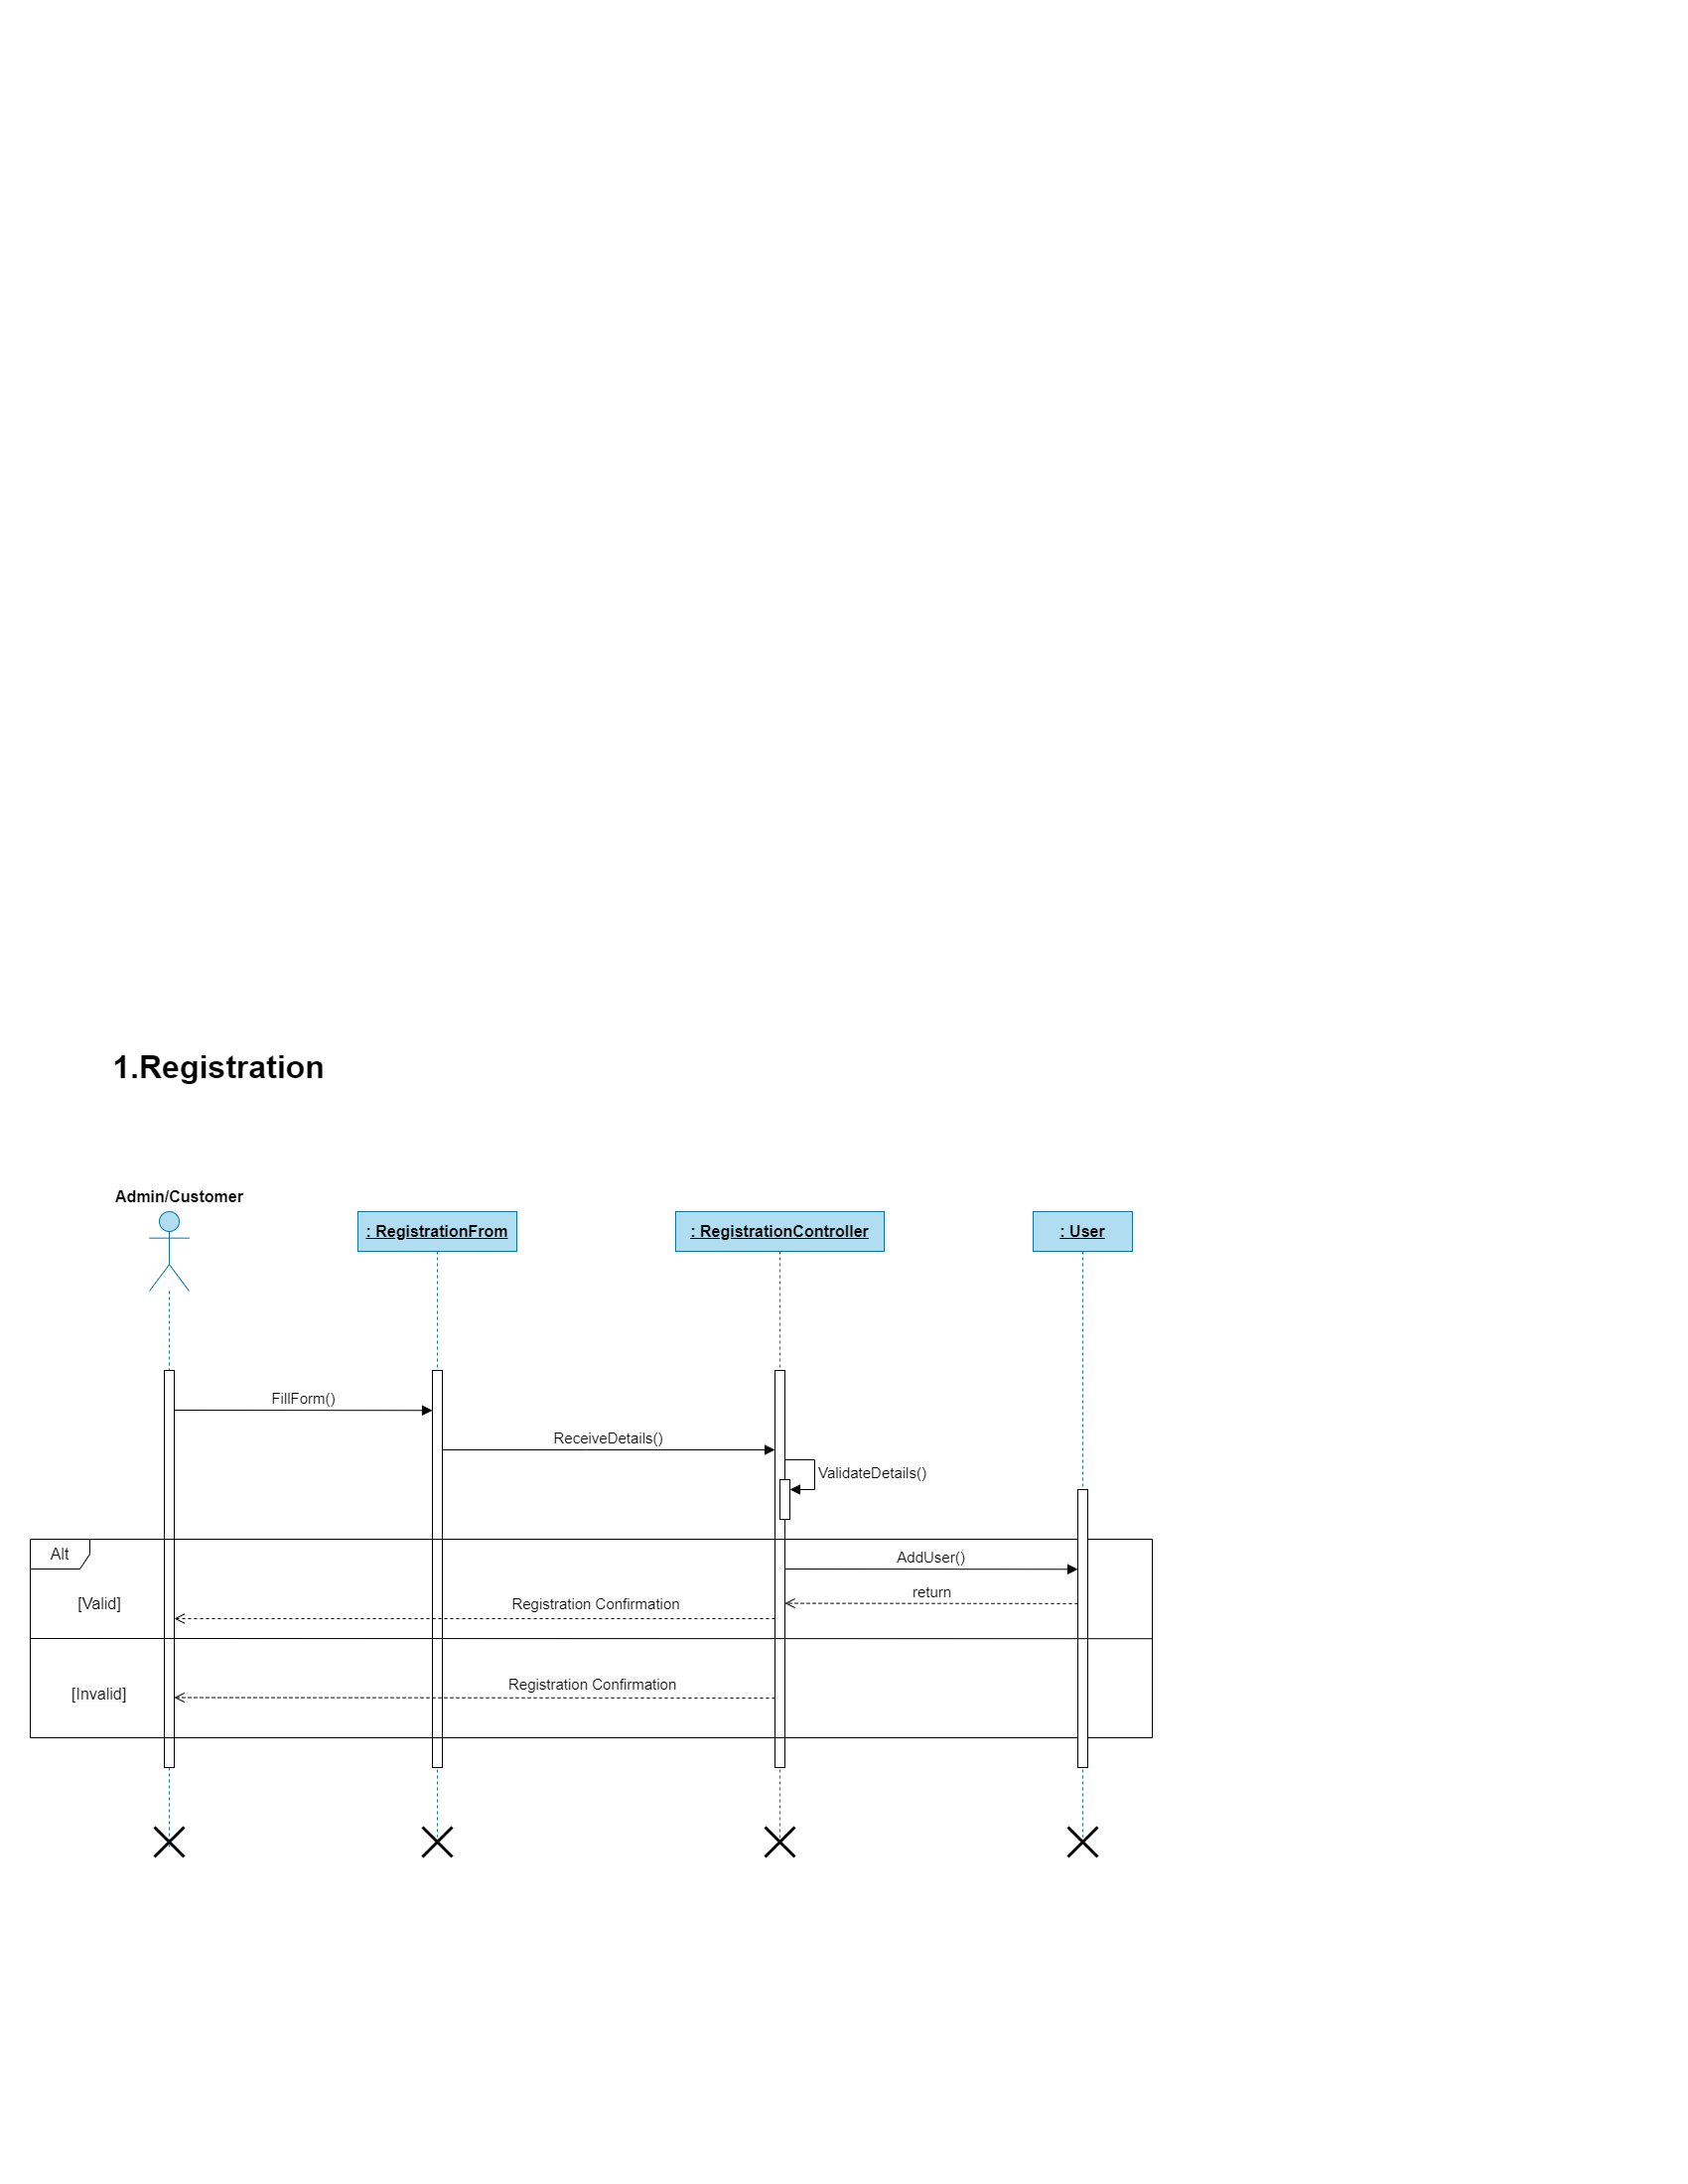 1.Registration
Admin/Customer
: RegistrationFrom
: RegistrationController
: User
FillForm()
ReceiveDetails()
ValidateDetails()
Alt
AddUser()
return
[Valid]
Registration Confirmation
Registration Confirmation
[Invalid]